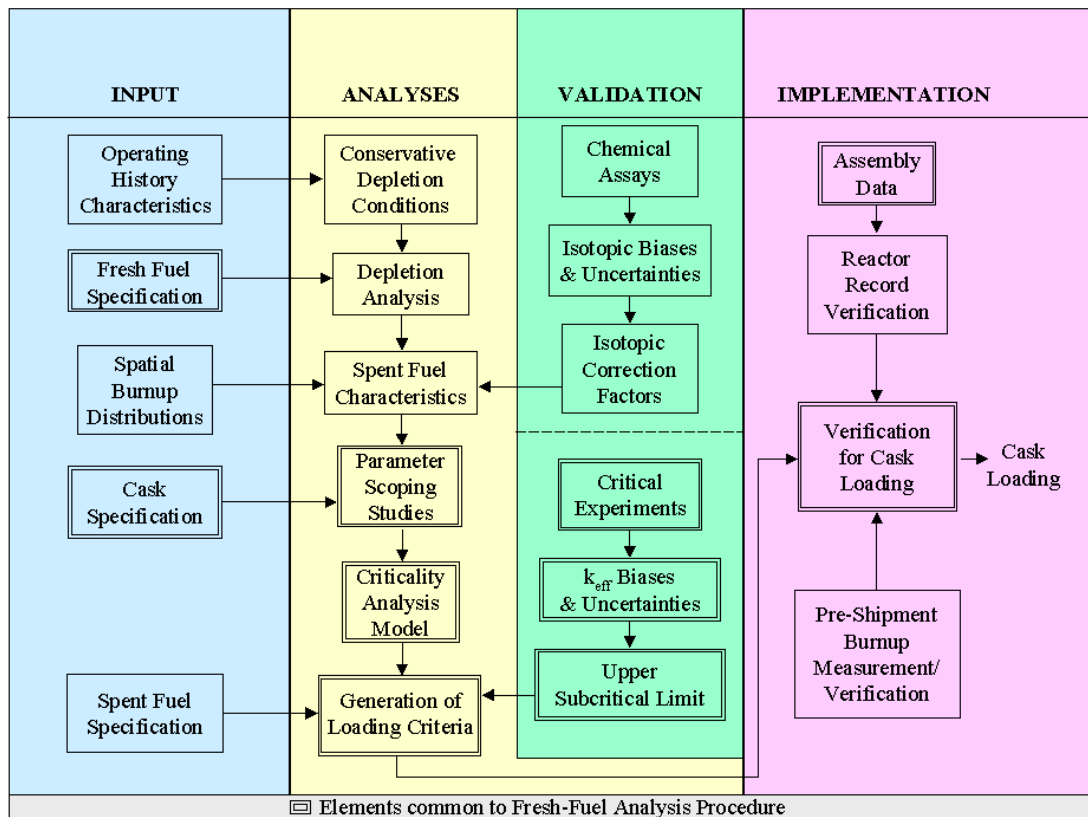 INPUT
ANALYSES
VALIDATION
IMPLEMENTATION
Operating
History
Characteristics
Fresh Fuel
Specification
Spatial
Burnup
Distributions
Cask
Specification
Spent Fuel
Specification
Conservative
Depletion
Conditions
Depletion
Analysis
Spent Fuel
Characteristics
Parameter
Scoping
Studies
Criticality
Analysis
Model
Generation of
Loading Criteria
Chemical
Assays
Isotopic Biases
& Uncertainties
Isotopic
Correction
Factors
Critical
Experiments
keff Biases
& Uncertainties
Upper
Subcritical Limit
Assembly
Data
Reactor
Record
Verification
Verification
for Cask
Loading
Cask
Loading
Pre-Shipment
Burnup
Measurement/
Verification
Elements common to Fresh-Fuel Analysis Procedure